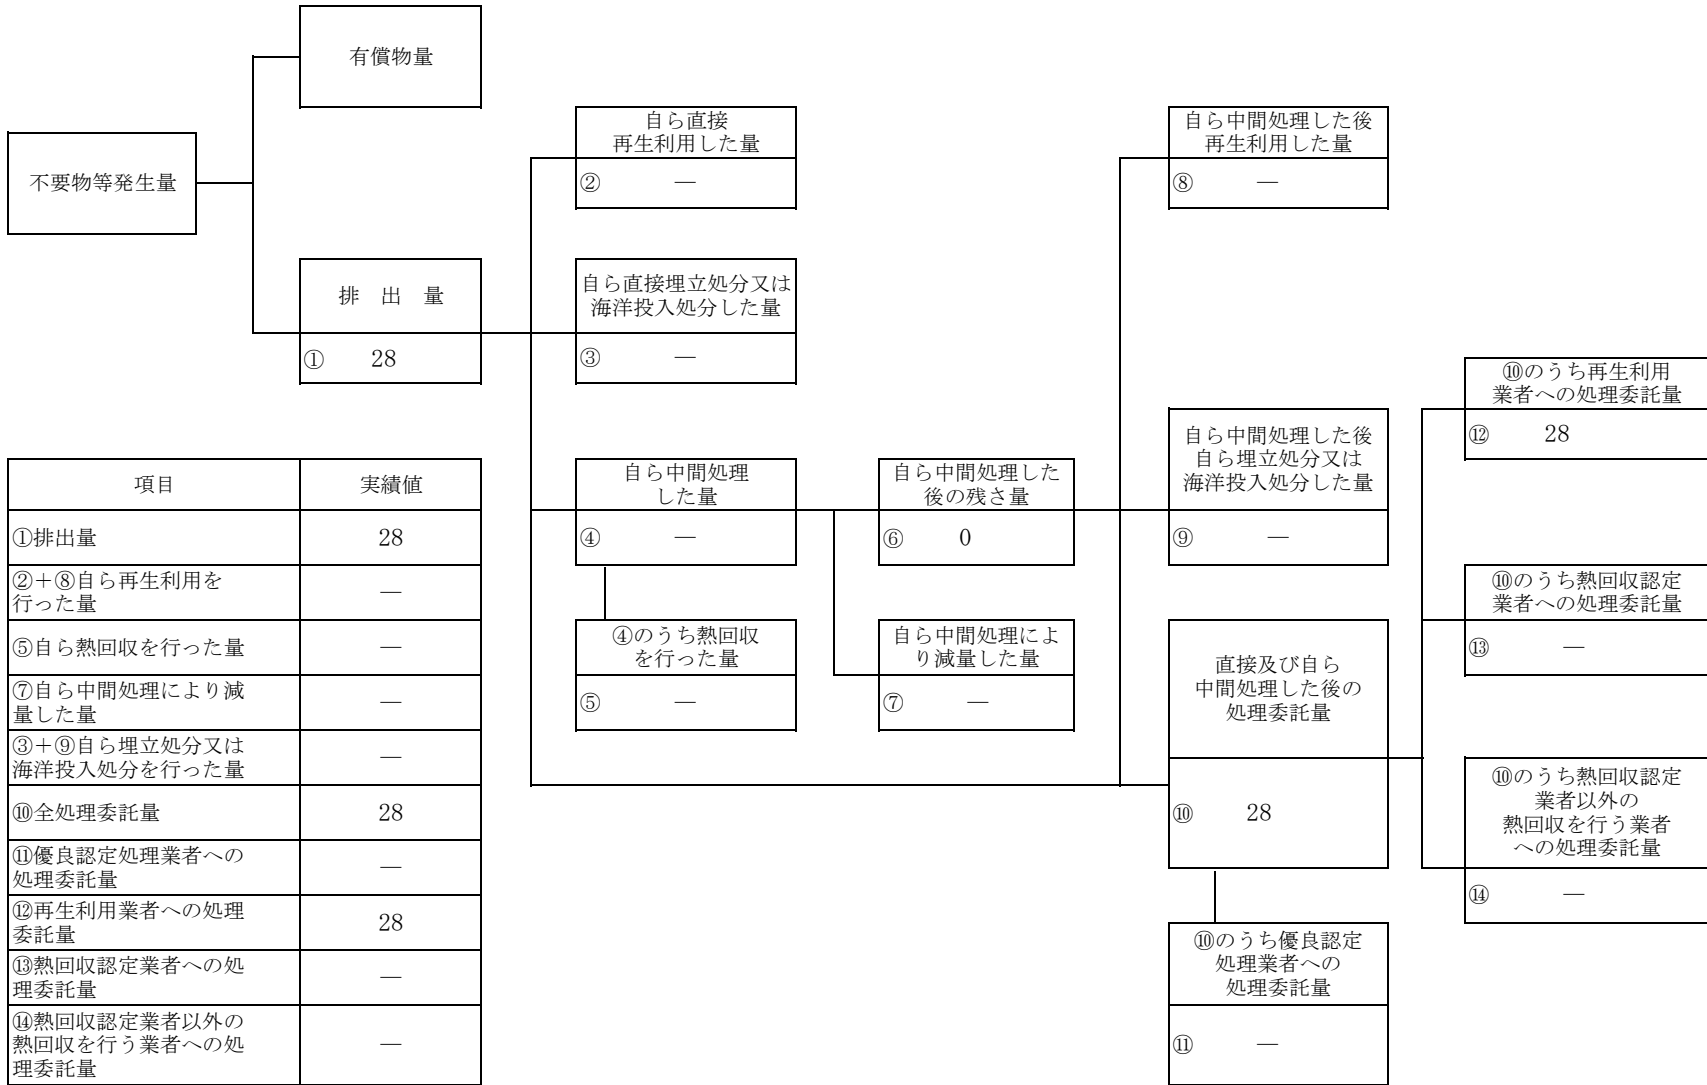 有償物量
不要物等発生量
排 出 量
① 28
自ら直接
再生利用した量
② —
自ら直接埋立処分又は
海洋投入処分した量
③ —
自ら中間処理
した量
④ —
④のうち熱回収
を行った量
⑤ —
自ら中間処理した
後の残さ量
⑥ 0
自ら中間処理によ
り減量した量
⑦ —
自ら中間処理した後
再生利用した量
⑧ —
自ら中間処理した後
自ら埋立処分又は
海洋投入処分した量
⑨ —
直接及び自ら
中間処理した後の
処理委託量
⑩ 28
⑩のうち優良認定
処理業者への
処理委託量
⑪ —
⑩のうち再生利用
業者への処理委託量
⑫ 28
⑩のうち熱回収認定
業者への処理委託量
⑬ —
⑩のうち熱回収認定
業者以外の
熱回収を行う業者
への処理委託量
⑭ —
項目 実績値
①排出量 28
②＋⑧自ら再生利用を
行った量 —
⑤自ら熱回収を行った量 —
⑦自ら中間処理により減
量した量 —
③＋⑨自ら埋立処分又は
海洋投入処分を行った量 —
⑩全処理委託量 28
⑪優良認定処理業者への
処理委託量 —
⑫再生利用業者への処理
委託量 28
⑬熱回収認定業者への処
理委託量 —
⑭熱回収認定業者以外の
熱回収を行う業者への処
理委託量 —